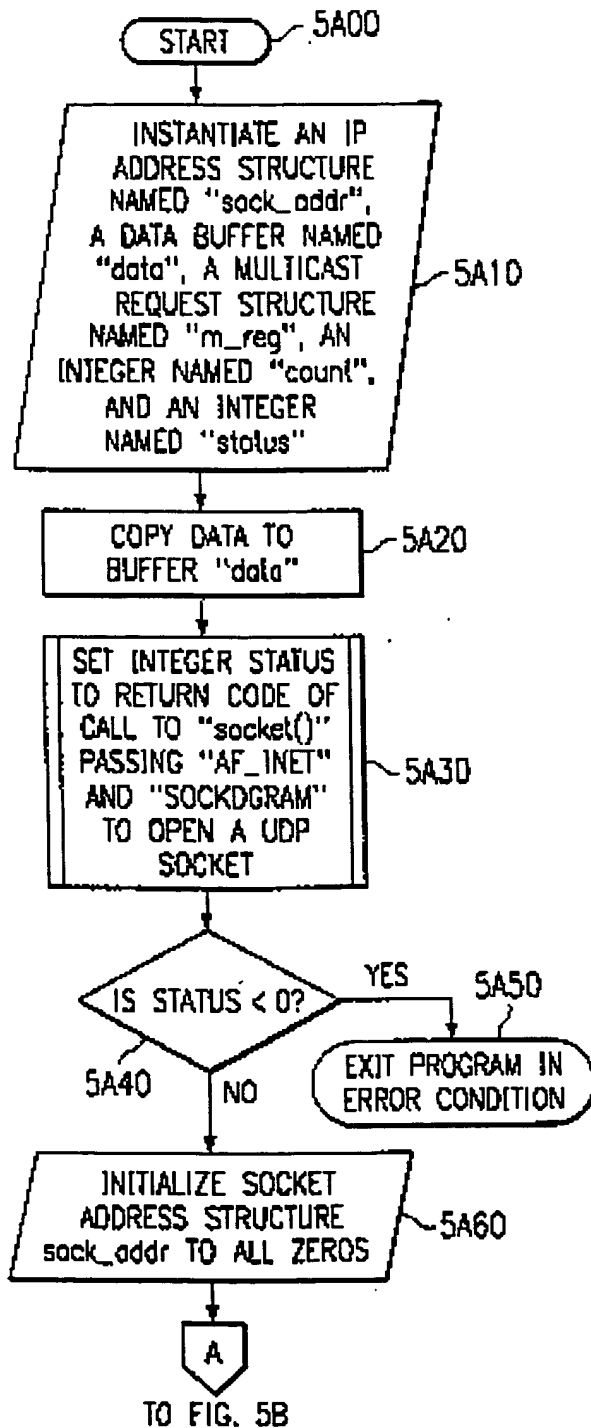 START
5A00
INSTANTIATE AN IP
ADDRESS STRUCTURE
NAMED "sock_addr",
A DATA BUFFER NAMED
"data", A MULTICAST
REQUEST STRUCTURE
NAMED "m_reg", AN
INTEGER NAMED "count",
AND AN INTEGER
NAMED "status"
5A10
COPY DATA TO
BUFFER "data"
5A20
SET INTEGER STATUS
TO RETURN CODE OF
CALL TO "socket()"
PASSING "AF_INET"
AND "SOCKDGRAM"
TO OPEN A UDP
SOCKET
5A30
IS STATUS < 0?
YES
5A40
NO
5A50
EXIT PROGRAM IN
ERROR CONDITION
INITIALIZE SOCKET
ADDRESS STRUCTURE
sock_addr TO ALL ZEROS
5A60
A
TO FIG. 5B